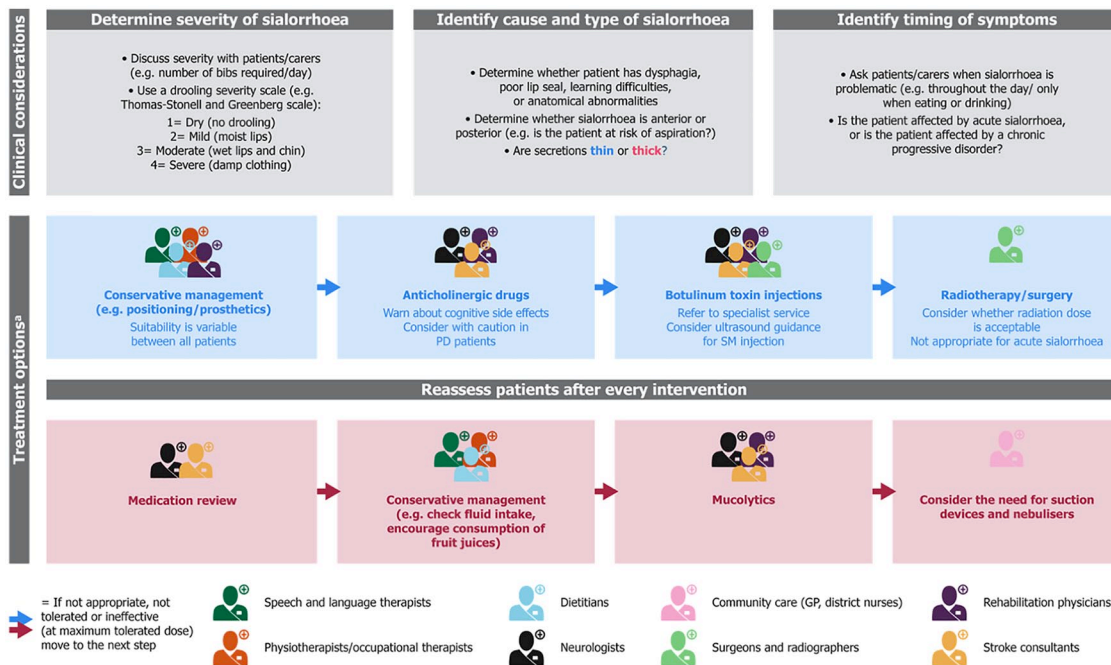 Clinical considerations
Determine severity of sialorrhoea
• Discuss severity with patients/carers
(e.g. number of bibs required/day)
• Use a drooling severity scale (e.g.
Thomas-Stonell and Greenberg scale):
1= Dry (no drooling)
2= Mild (moist lips)
3= Moderate (wet lips and chin)
4= Severe (damp clothing)
Identify cause and type of sialorrhoea
• Determine whether patient has dysphagia,
poor lip seal, learning difficulties,
or anatomical abnormalities
• Determine whether sialorrhoea is anterior or
posterior (e.g. is the patient at risk of aspiration?)
• Are secretions thin or thick?
Identify timing of symptoms
• Ask patients/carers when sialorrhoea is
problematic (e.g. throughout the day/ only
when eating or drinking)
• Is the patient affected by acute sialorrhoea,
or is the patient affected by a chronic
progressive disorder?
Treatment optionsª
Conservative management
(e.g. positioning/prosthetics)
Suitability is variable
between all patients
Anticholinergic drugs
Warn about cognitive side effects
Consider with caution in
PD patients
Botulinum toxin injections
Refer to specialist service
Consider ultrasound guidance
for SM injection
Radiotherapy/surgery
Consider whether radiation dose
is acceptable
Not appropriate for acute sialorrhoea
Reassess patients after every intervention
Medication review
Conservative management
(e.g. check fluid intake,
encourage consumption of
fruit juices)
Mucolytics
Consider the need for suction
devices and nebulisers
= If not appropriate, not
tolerated or ineffective
(at maximum tolerated dose)
move to the next step
Speech and language therapists
Dietitians
Community care (GP, district nurses)
Rehabilitation physicians
Physiotherapists/occupational therapists
Neurologists
Surgeons and radiographers
Stroke consultants